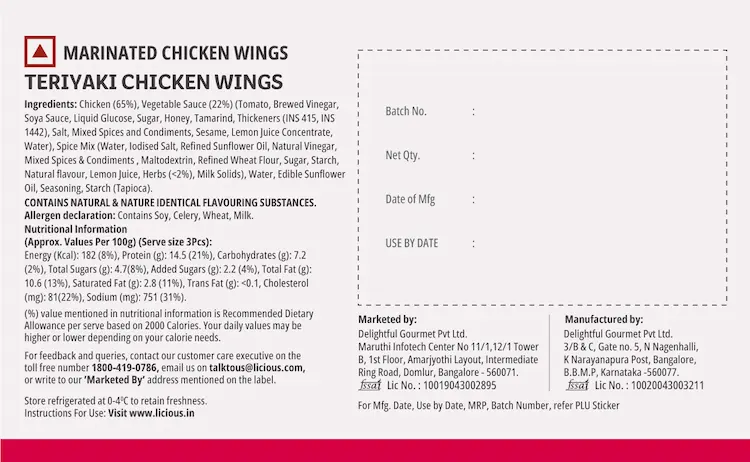 MARINATED CHICKEN WINGS
TERIYAKI CHICKEN WINGS
Ingredients: Chicken (65%), Vegetable Sauce (22%) (Tomato, Brewed Vinegar,
Soya Sauce, Liquid Glucose, Sugar, Honey, Tamarind, Thickeners (INS 415, INS
1442), Salt, Mixed Spices and Condiments, Sesame, Lemon Juice Concentrate,
Water), Spice Mix (Water, Iodised Salt, Refined Sunflower Oil, Natural Vinegar,
Mixed Spices & Condiments , Maltodextrin, Refined Wheat Flour, Sugar, Starch,
Natural flavour, Lemon Juice, Herbs (<2%), Milk Solids), Water, Edible Sunflower
Oil, Seasoning, Starch (Tapioca).
CONTAINS NATURAL & NATURE IDENTICAL FLAVOURING SUBSTANCES.
Allergen declaration: Contains Soy, Celery, Wheat, Milk.
Nutritional Information
(Approx. Values Per 100g) (Serve size 3Pcs):
Energy (Kcal): 182 (8%), Protein (g): 14.5 (21%), Carbohydrates (g): 7.2
(2%), Total Sugars (g): 4.7(8%), Added Sugars (g): 2.2 (4%), Total Fat (g):
10.6 (13%), Saturated Fat (g): 2.8 (11%), Trans Fat (g): <0.1, Cholesterol
(mg): 81(22%), Sodium (mg): 751 (31%).
(%) value mentioned in nutritional information is Recommended Dietary
Allowance per serve based on 2000 Calories. Your daily values may be
higher or lower depending on your calorie needs.
For feedback and queries, contact our customer care executive on the
toll free number 1800-419-0786, email us on talktous@licious.com,
or write to our ‘Marketed By’ address mentioned on the label.
Store refrigerated at 0-4⁰C to retain freshness.
Instructions For Use: Visit www.licious.in
Batch No. :
Net Qty. :
Date of Mfg :
USE BY DATE :
Marketed by:
Delightful Gourmet Pvt Ltd.
Maruthi Infotech Center No 11/1,12/1 Tower
B, 1st Floor, Amarjyothi Layout, Intermediate
Ring Road, Domlur, Bangalore - 560071.
fssai Lic No. : 10019043002895
Manufactured by:
Delightful Gourmet Pvt Ltd.
3/B & C, Gate no. 5, N Nagenhalli,
K Narayanapura Post, Bangalore,
B.B.M.P, Karnataka -560077.
fssai Lic No. : 10020043003211
For Mfg. Date, Use by Date, MRP, Batch Number, refer PLU Sticker